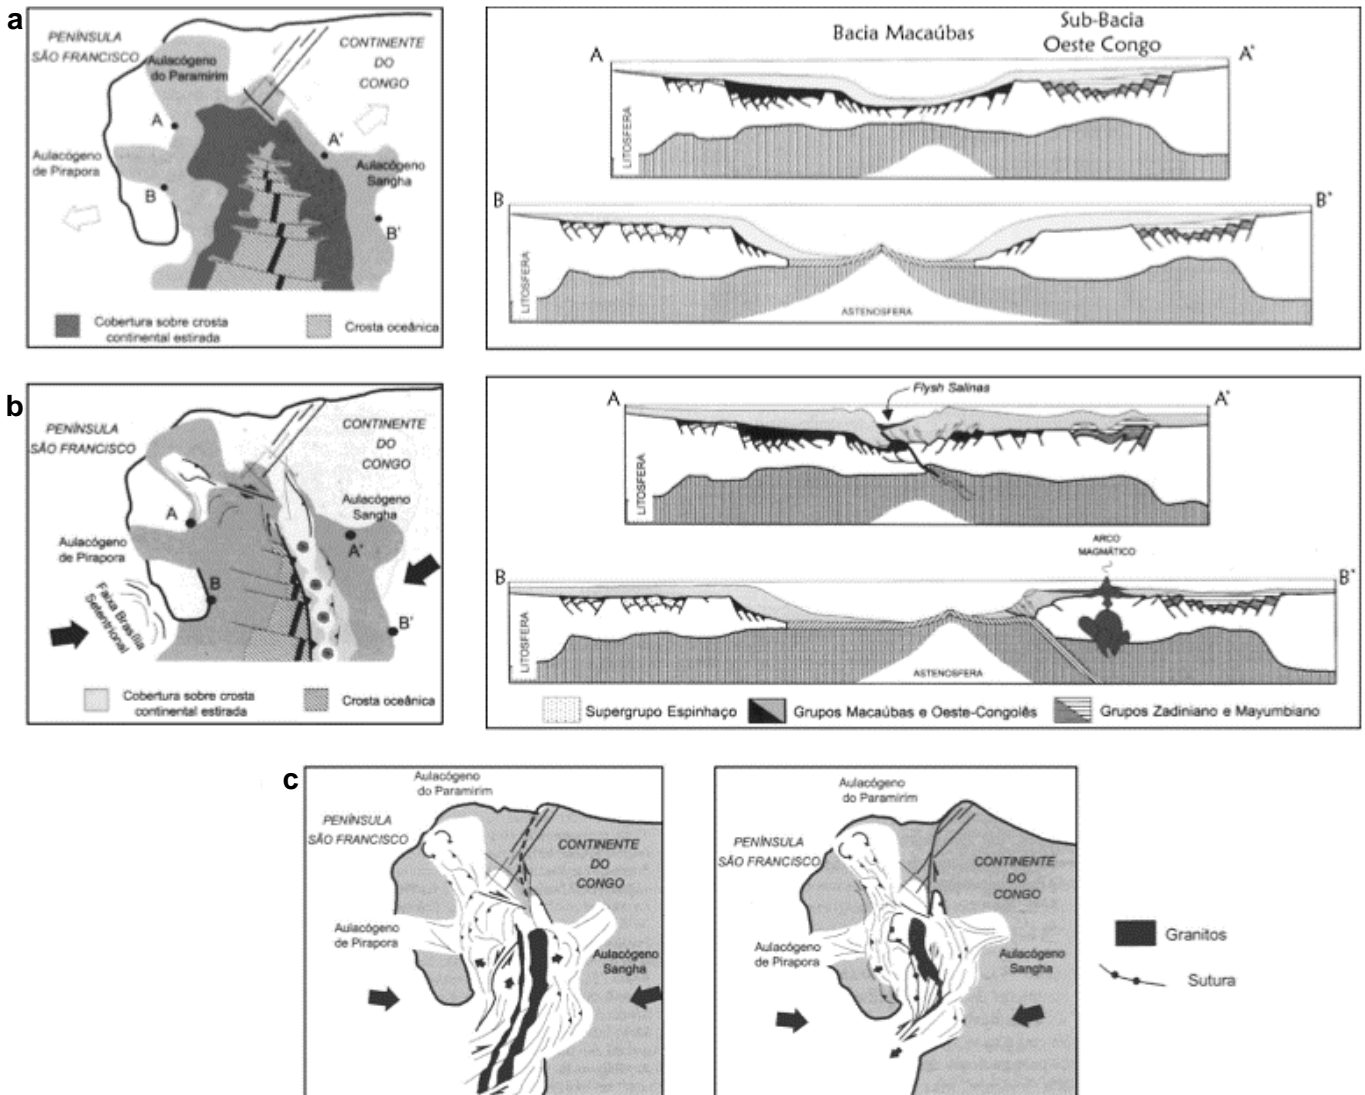 a
PENÍNSULA
SÃO FRANCISCO
CONTINENTE
DO
CONGO
Aulacógeno
do Paramirim
A
A'
Aulacógeno
de Pirapora
Aulacógeno
Sangha
B
B'
Cobertura sobre crosta
continental estirada
Crosta oceânica
Bacia Macaúbas
Sub-Bacia
Oeste Congo
A
A'
LITOSFERA
B
B'
LITOSFERA
ASTENOSFERA
b
PENÍNSULA
SÃO FRANCISCO
CONTINENTE
DO
CONGO
Aulacógeno
Sangha
A
A'
Aulacógeno
de Pirapora
B
Faixa Brasília
Setentrional
B'
Cobertura sobre crosta
continental estirada
Crosta oceânica
Flysh Salinas
A
A'
LITOSFERA
ARCO
MAGMÁTICO
B
B'
LITOSFERA
ASTENOSFERA
Supergrupo Espinhaço
Grupos Macaúbas e Oeste-Congolês
Grupos Zadiniano e Mayumbiano
c
Aulacógeno
do Paramirim
PENÍNSULA
SÃO FRANCISCO
CONTINENTE
DO
CONGO
Aulacógeno
de Pirapora
Aulacógeno
Sangha
Aulacógeno
do Paramirim
PENÍNSULA
SÃO FRANCISCO
CONTINENTE
DO
CONGO
Aulacógeno
de Pirapora
Aulacógeno
Sangha
Granitos
Sutura